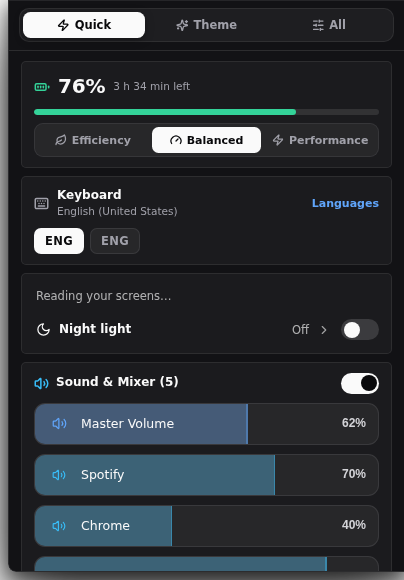 Quick
Theme
All
76% 3 h 34 min left
Efficiency
Balanced
Performance
Keyboard
English (United States)
Languages
ENG
ENG
Reading your screens...
Night light
Off
Sound & Mixer (5)
Master Volume
62%
Spotify
70%
Chrome
40%